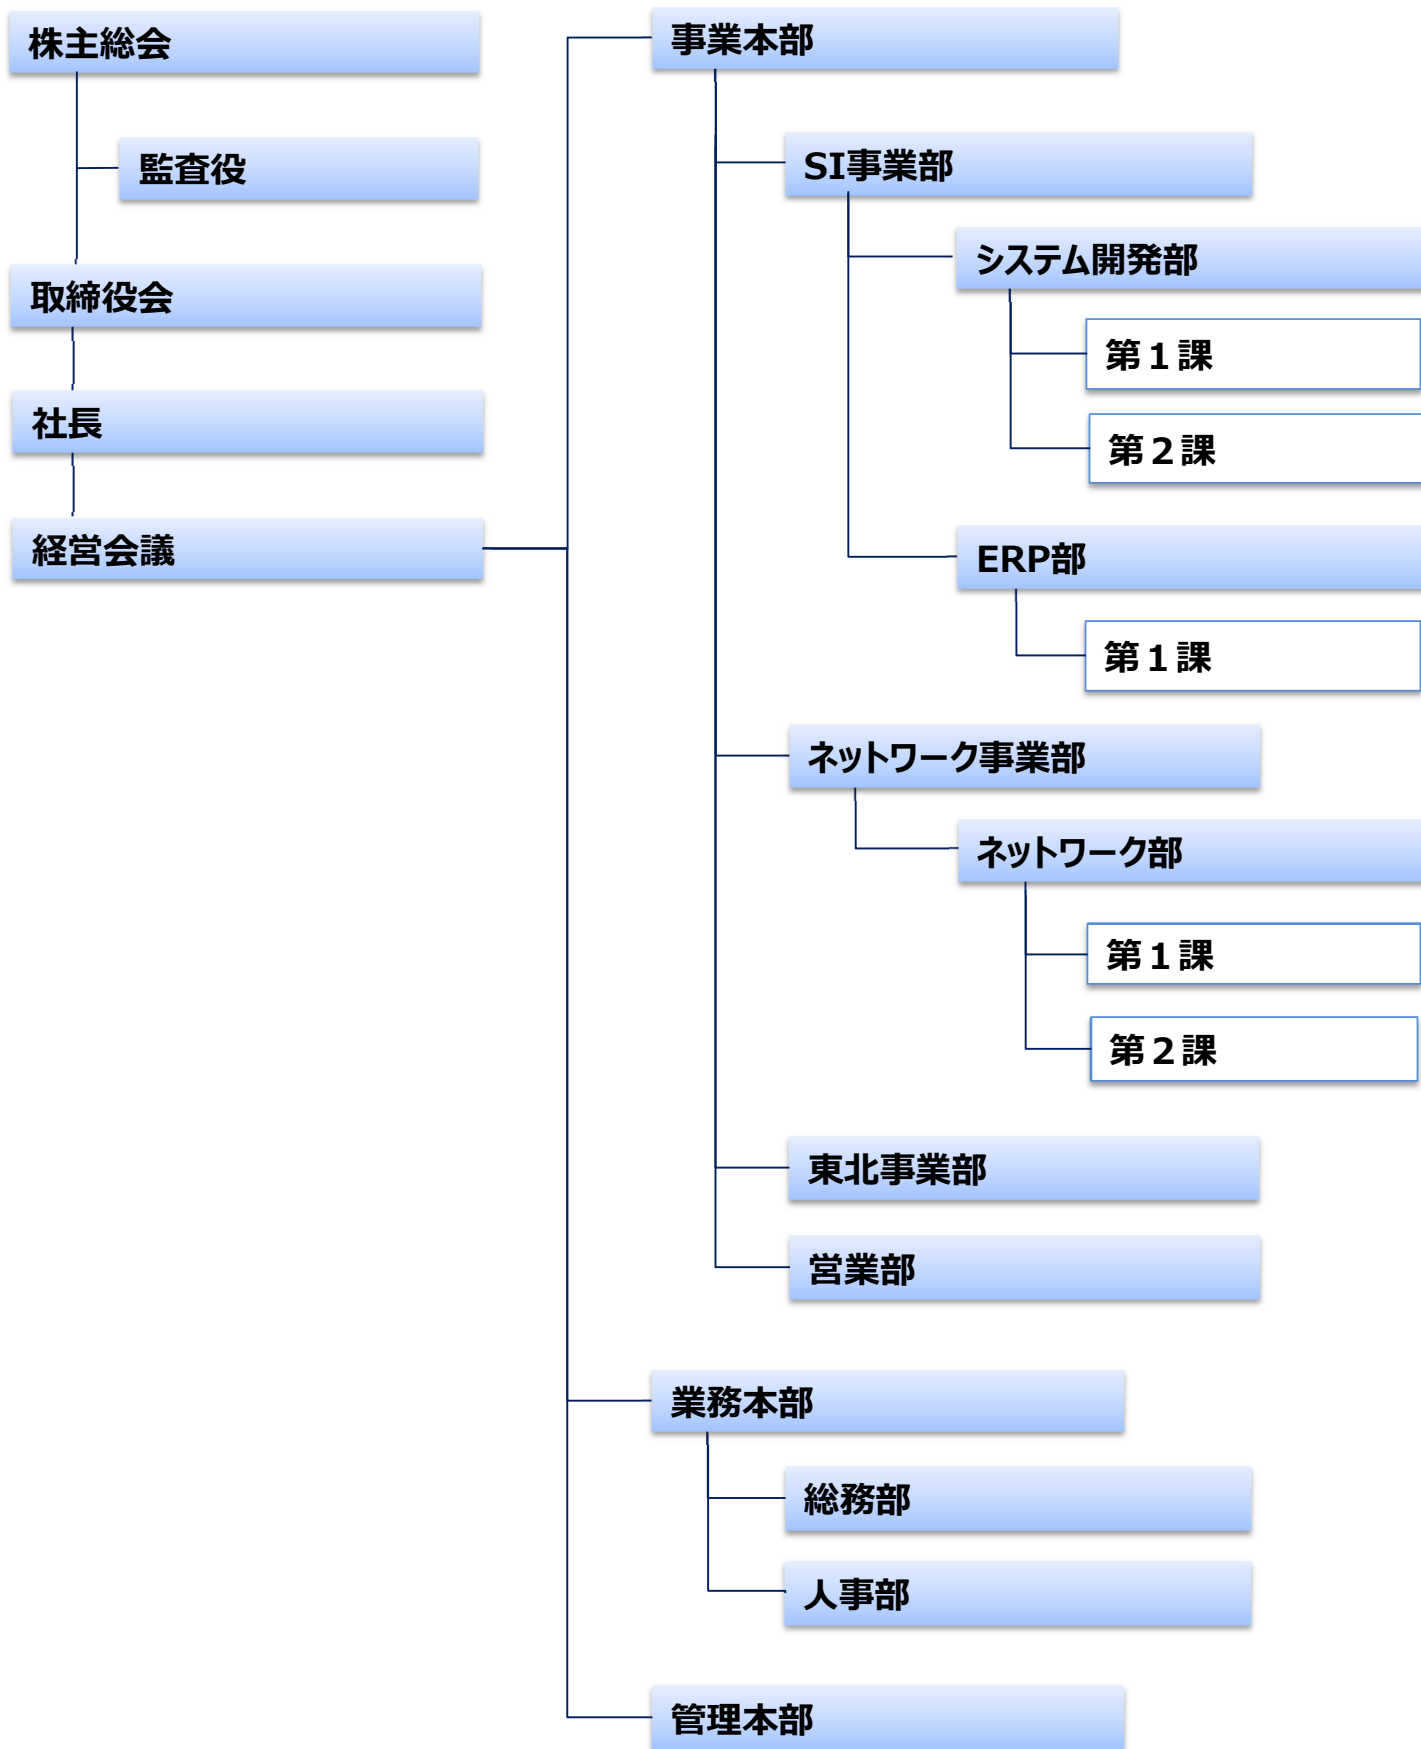 株主総会
監査役
取締役会
社長
経営会議
事業本部
SI事業部
システム開発部
第１課
第２課
ERP部
第１課
ネットワーク事業部
ネットワーク部
第１課
第２課
東北事業部
営業部
業務本部
総務部
人事部
管理本部